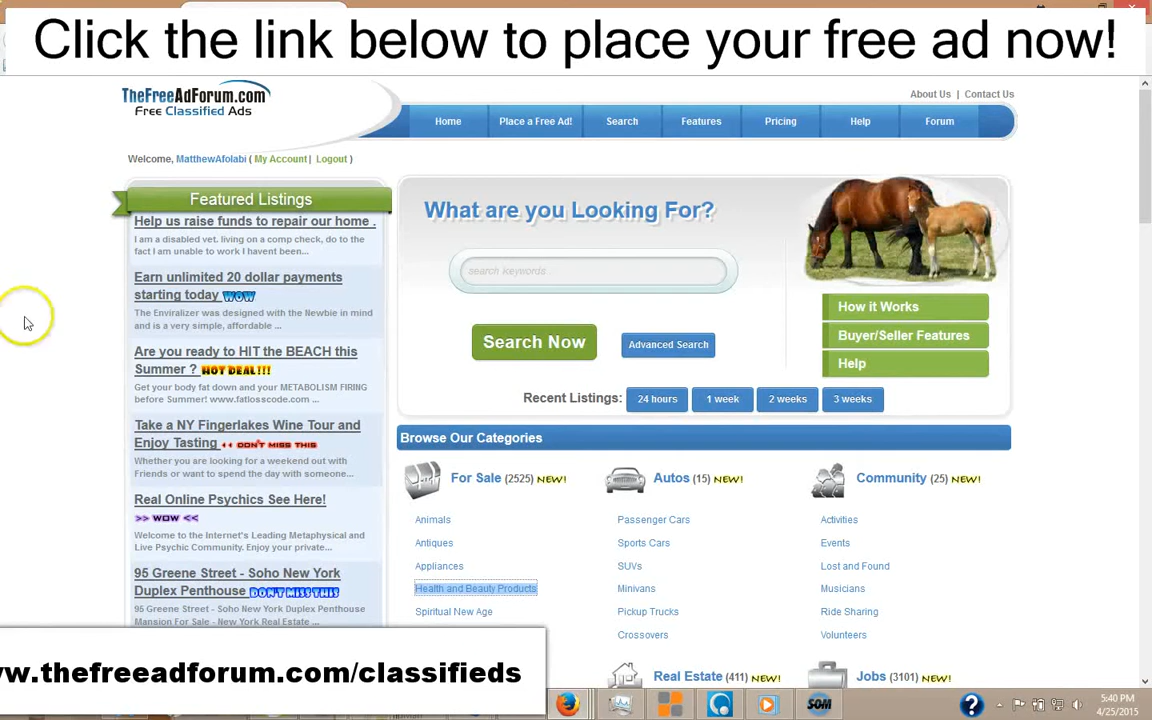 Click the link below to place your free ad now!
TheFreeAdForum.com
Free Classified Ads
About Us | Contact Us
Home Place a Free Ad! Search Features Pricing Help Forum
Welcome, MatthewAfolabi ( My Account | Logout )
Featured Listings
Help us raise funds to repair our home .
I am a disabled vet. living on a comp check, do to the
fact I am unable to work I havent been...
Earn unlimited 20 dollar payments
starting today WOW
The Enviralizer was designed with the Newbie in mind
and is a very simple, affordable ...
Are you ready to HIT the BEACH this
Summer ? HOT DEAL!!!
Get your body fat down and your METABOLISM FIRING
before Summer! www.fatlosscode.com ...
Take a NY Fingerlakes Wine Tour and
Enjoy Tasting DON'T MISS THIS
Whether you are looking for a weekend out with
Friends or want to spend the day with someone...
Real Online Psychics See Here!
>> WOW <<
Welcome to the Internet's Leading Metaphysical and
Live Psychic Community. Enjoy your private...
95 Greene Street - Soho New York
Duplex Penthouse DON'T MISS THIS
95 Greene Street - Soho New York Duplex Penthouse
Mansion For Sale - New York Real Estate ...
What are you Looking For?
search keywords...
Search Now
Advanced Search
How it Works
Buyer/Seller Features
Help
Recent Listings: 24 hours 1 week 2 weeks 3 weeks
Browse Our Categories
For Sale (2525) NEW!
Animals
Antiques
Appliances
Health and Beauty Products
Spiritual New Age
Autos (15) NEW!
Passenger Cars
Sports Cars
SUVs
Minivans
Pickup Trucks
Crossovers
Real Estate (411) NEW!
Community (25) NEW!
Activities
Events
Lost and Found
Musicians
Ride Sharing
Volunteers
Jobs (3101) NEW!
w.thefreeadforum.com/classifieds
SOM
5:40 PM
4/25/2015